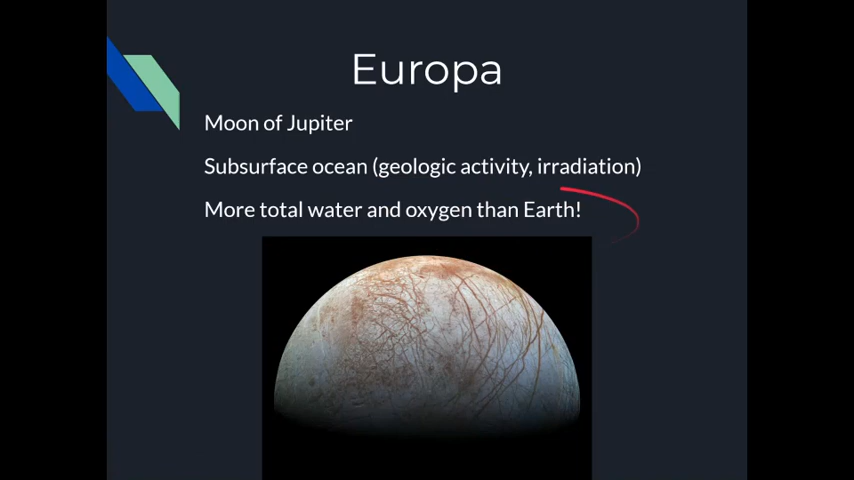 Europa
Moon of Jupiter
Subsurface ocean (geologic activity, irradiation)
More total water and oxygen than Earth!